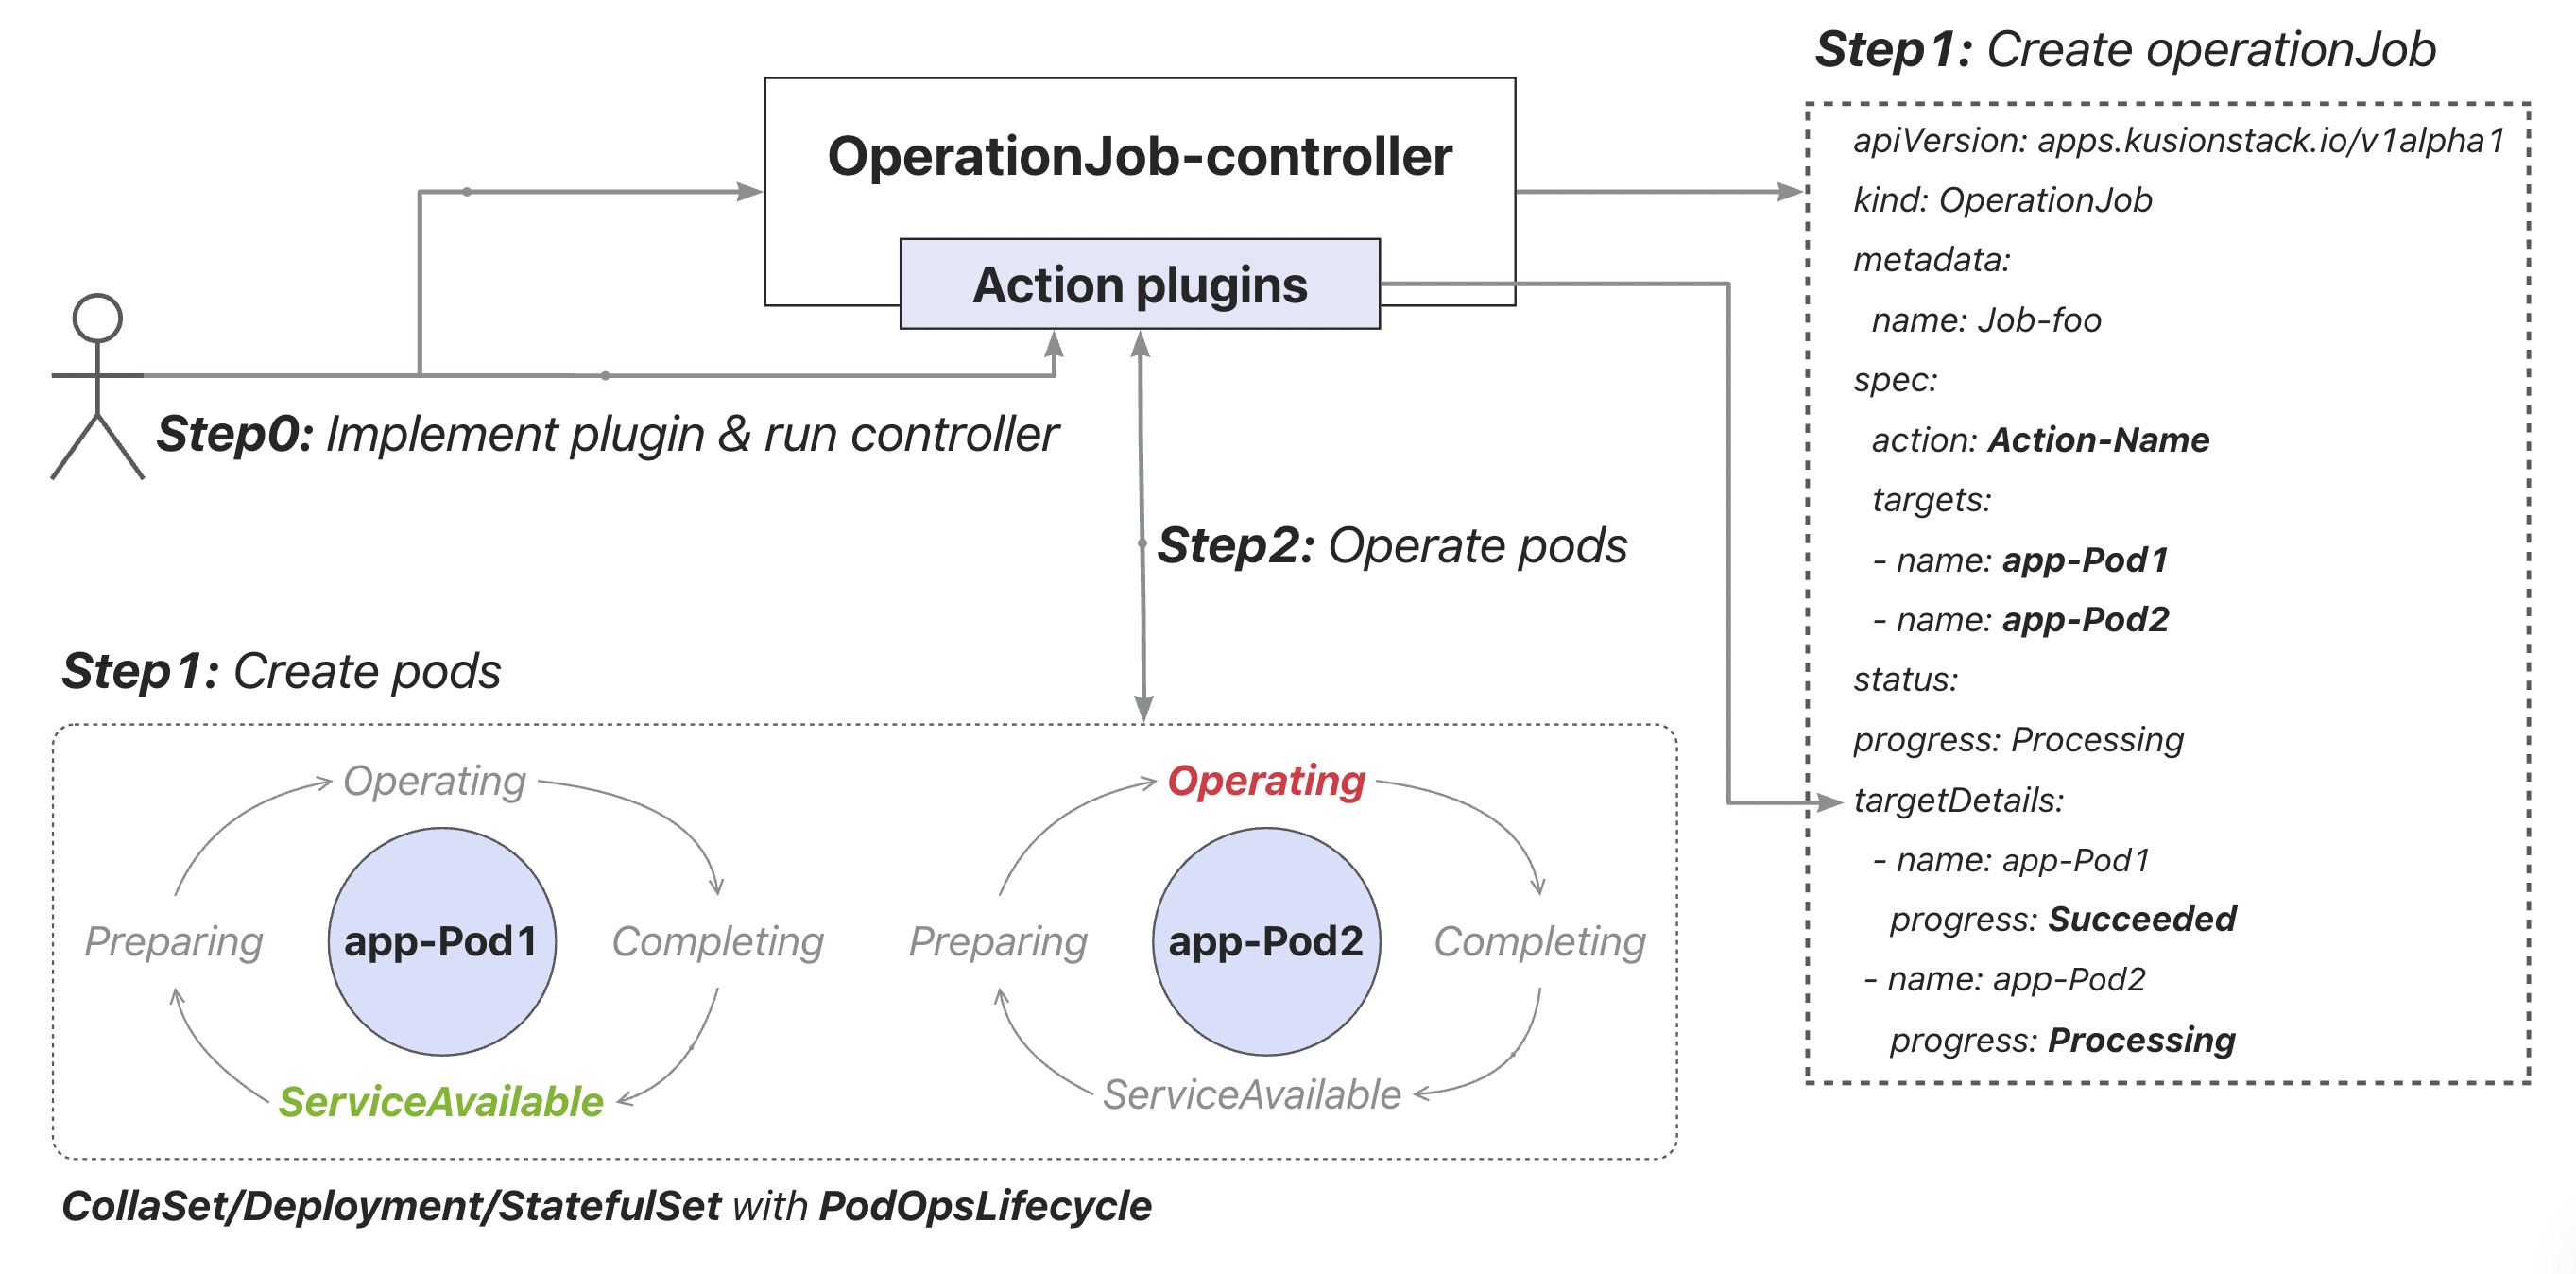 Step1: Create operationJob
OperationJob-controller
Action plugins
Step0: Implement plugin & run controller
Step2: Operate pods
apiVersion: apps.kusionstack.io/v1alpha1
kind: OperationJob
metadata:
name: Job-foo
spec:
action: Action-Name
targets:
- name: app-Pod1
- name: app-Pod2
status:
progress: Processing
targetDetails:
- name: app-Pod1
progress: Succeeded
- name: app-Pod2
progress: Processing
Step1: Create pods
Operating
Preparing
app-Pod1
Completing
ServiceAvailable
Operating
Preparing
app-Pod2
Completing
ServiceAvailable
CollaSet/Deployment/StatefulSet with PodOpsLifecycle